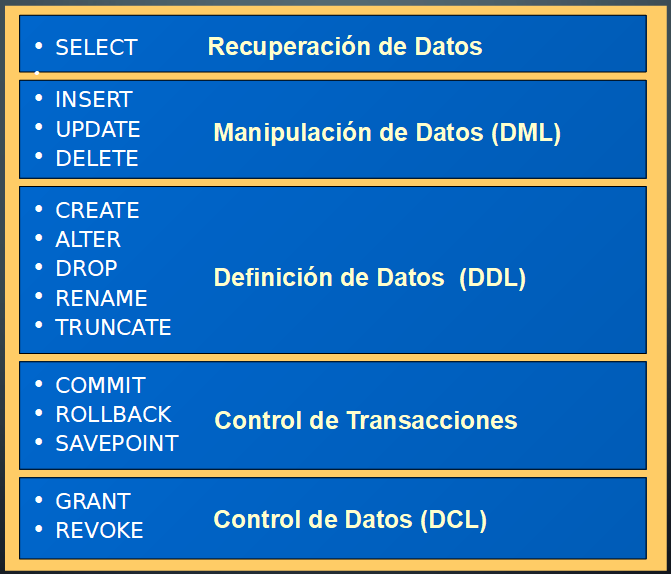 • SELECT Recuperación de Datos
•
• INSERT
• UPDATE Manipulación de Datos (DML)
• DELETE
• CREATE
• ALTER
• DROP Definición de Datos  (DDL)
• RENAME
• TRUNCATE
• COMMIT
• ROLLBACK Control de Transacciones
• SAVEPOINT
• GRANT Control de Datos (DCL)
• REVOKE